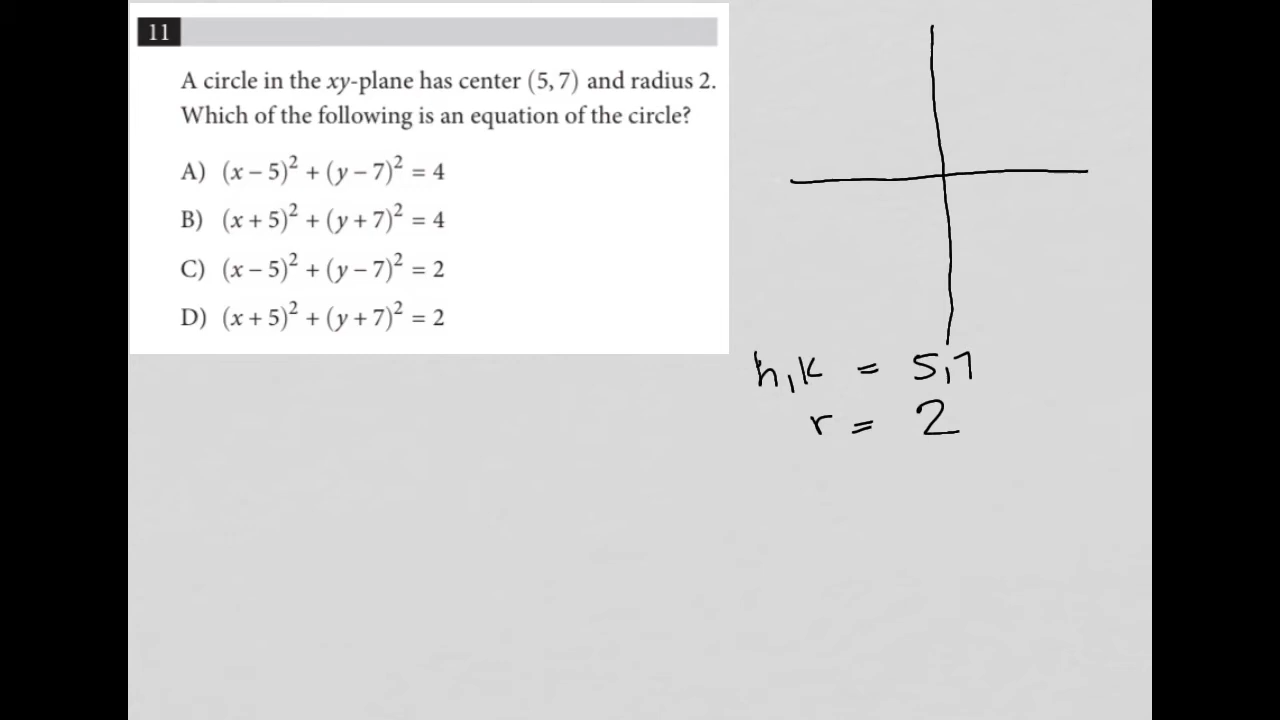 11
A circle in the xy-plane has center (5, 7) and radius 2.
Which of the following is an equation of the circle?
A) (x − 5)² + (y − 7)² = 4
B) (x + 5)² + (y + 7)² = 4
C) (x − 5)² + (y − 7)² = 2
D) (x + 5)² + (y + 7)² = 2
h,k = 5,7
r = 2